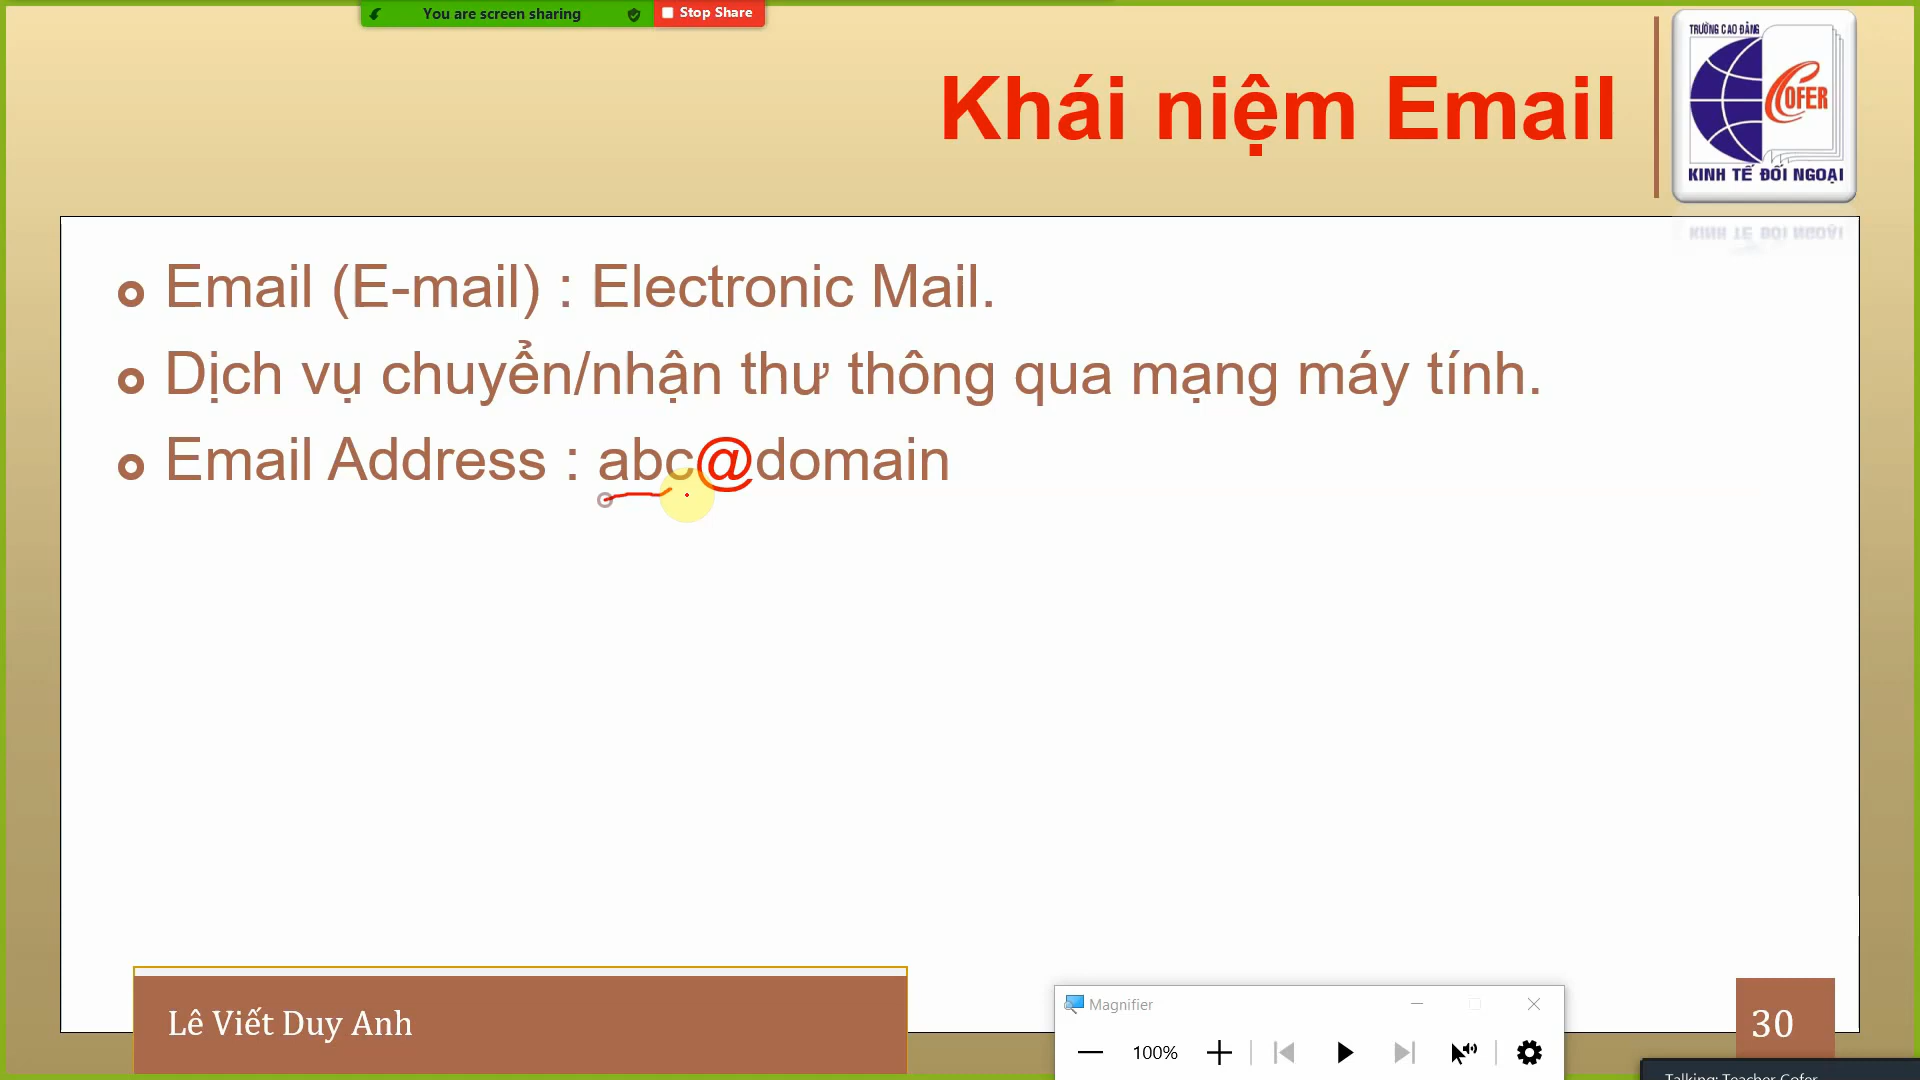 You are screen sharing
Stop Share
Khái niệm Email
TRƯỜNG CAO ĐẲNG
COFER
KINH TẾ ĐỐI NGOẠI
Email (E-mail) : Electronic Mail.
Dịch vụ chuyển/nhận thư thông qua mạng máy tính.
Email Address : abc@domain
Lê Viết Duy Anh
Magnifier
100%
30
Talking: Teacher Cofer